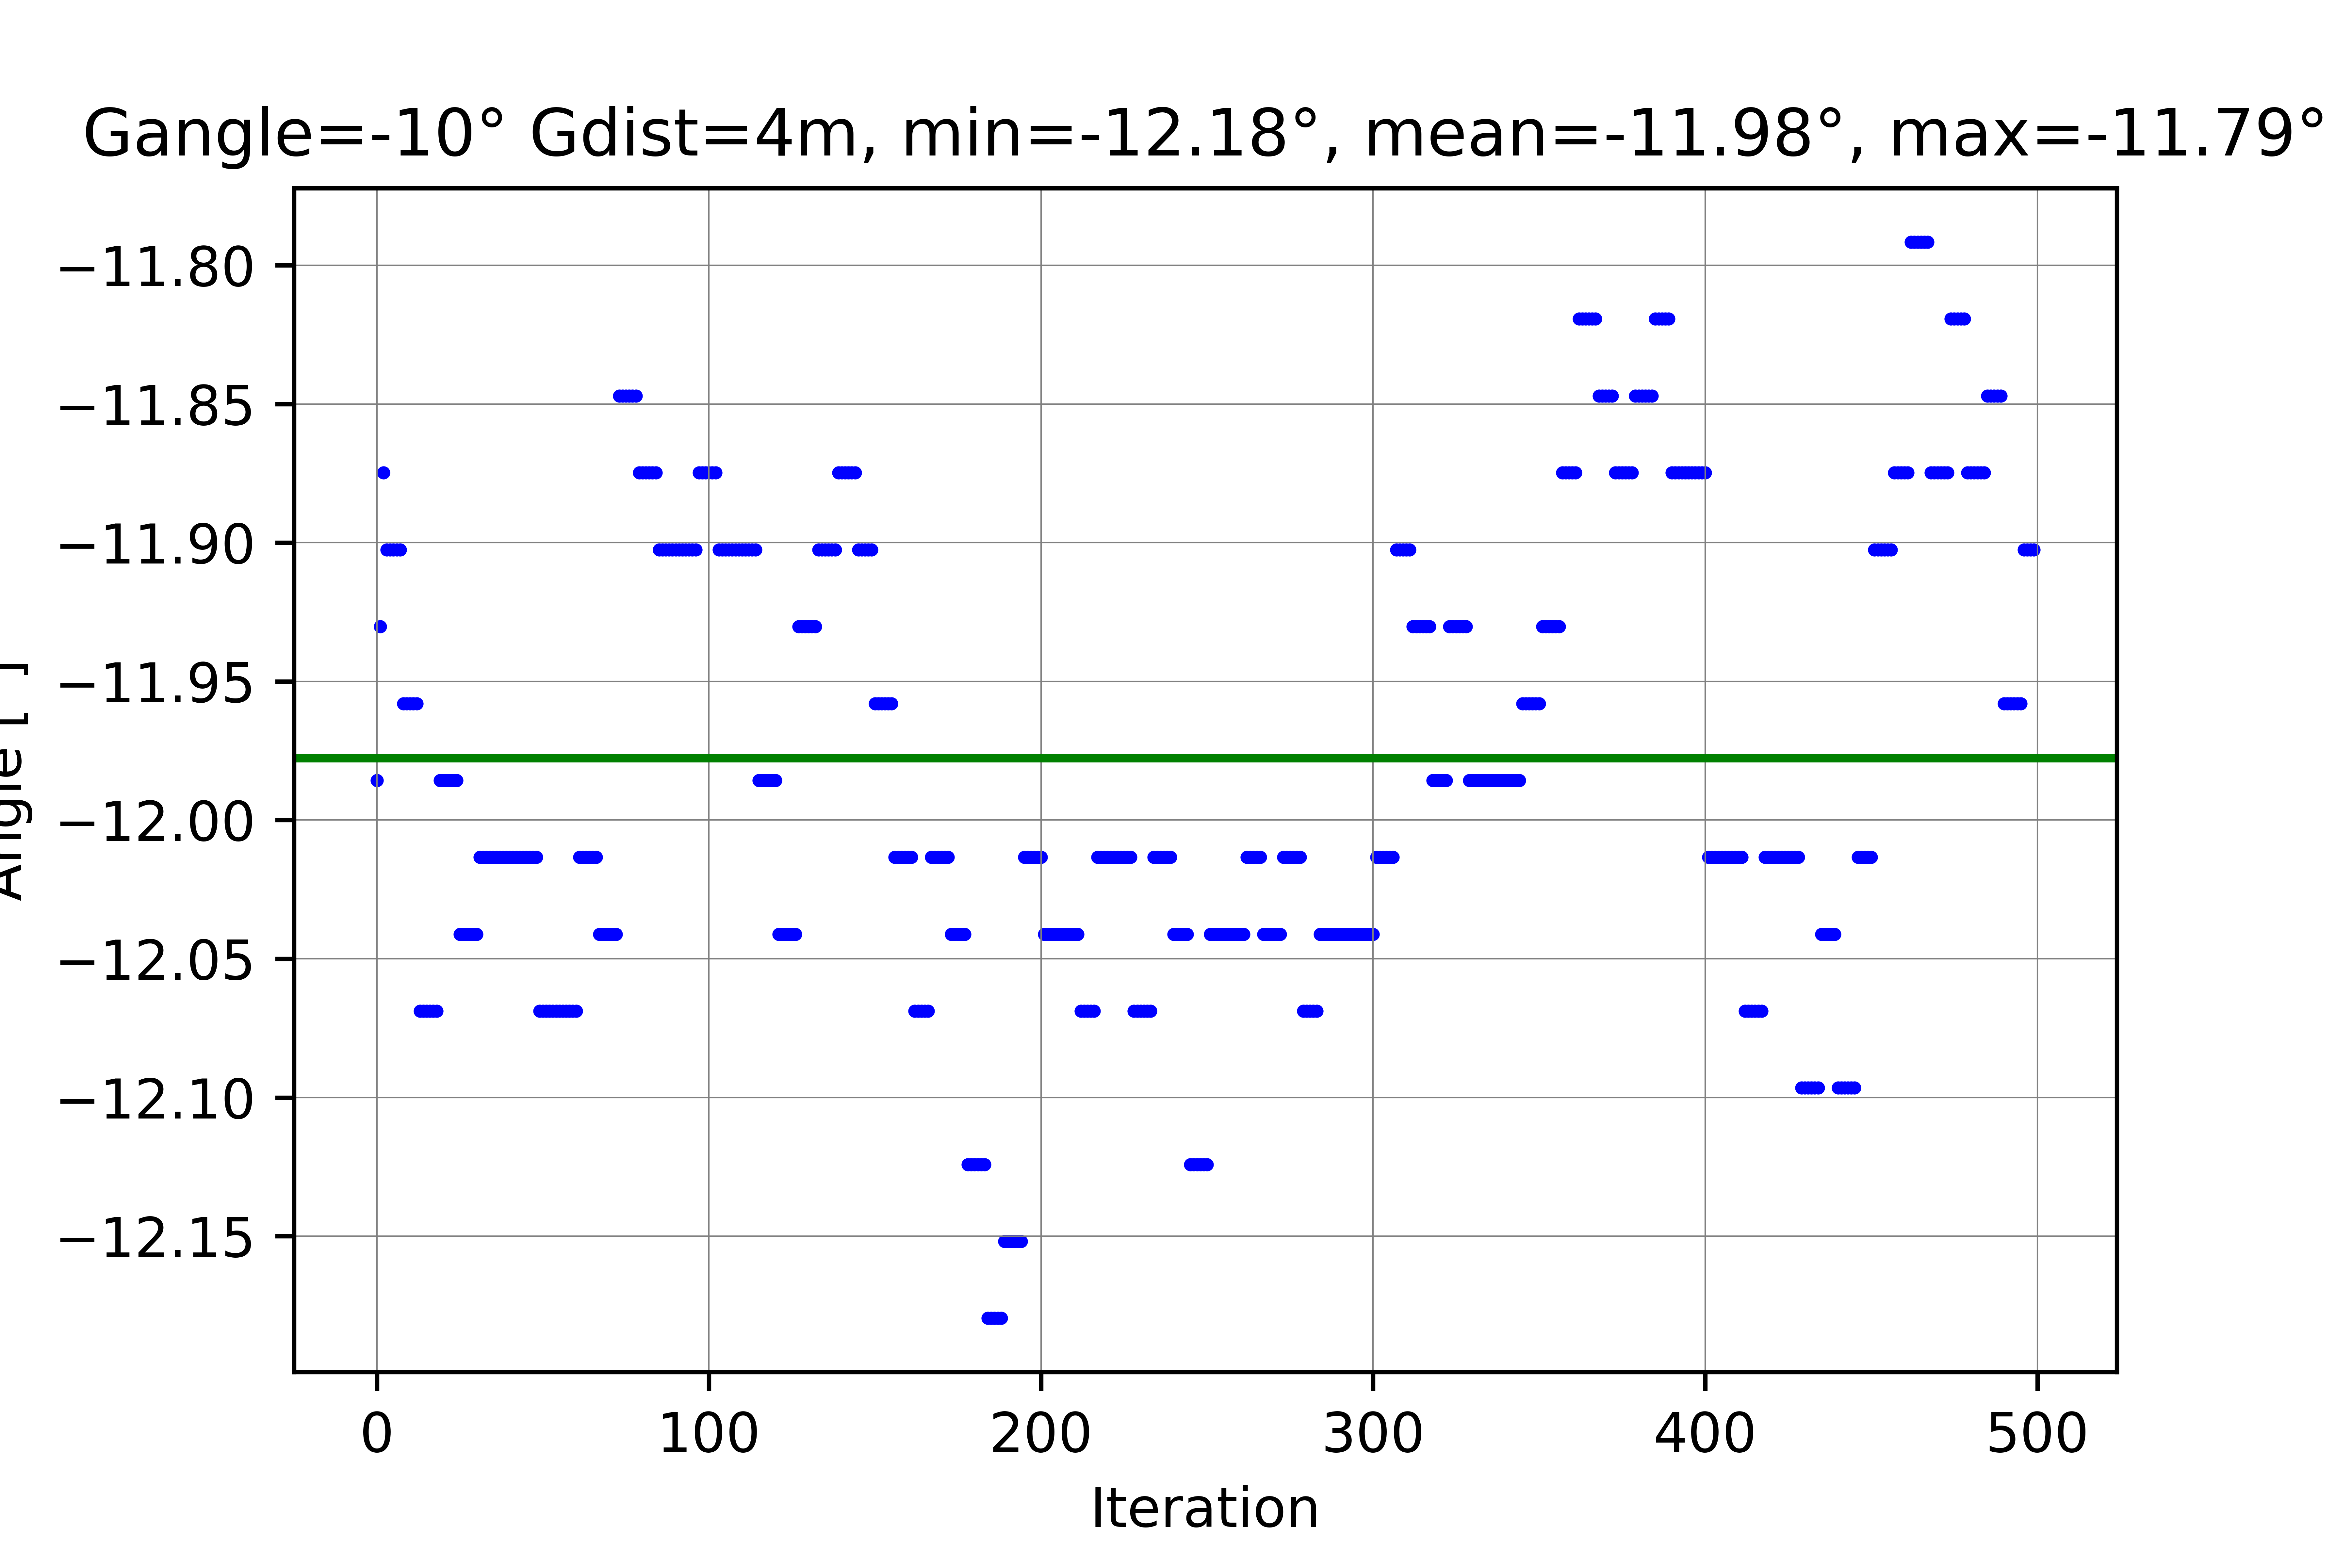 Gangle=-10° Gdist=4m, min=-12.18°, mean=-11.98°, max=-11.79°
−11.80
−11.85
−11.90
−11.95
−12.00
−12.05
−12.10
−12.15
Angle [ ]
0 100 200 300 400 500
Iteration